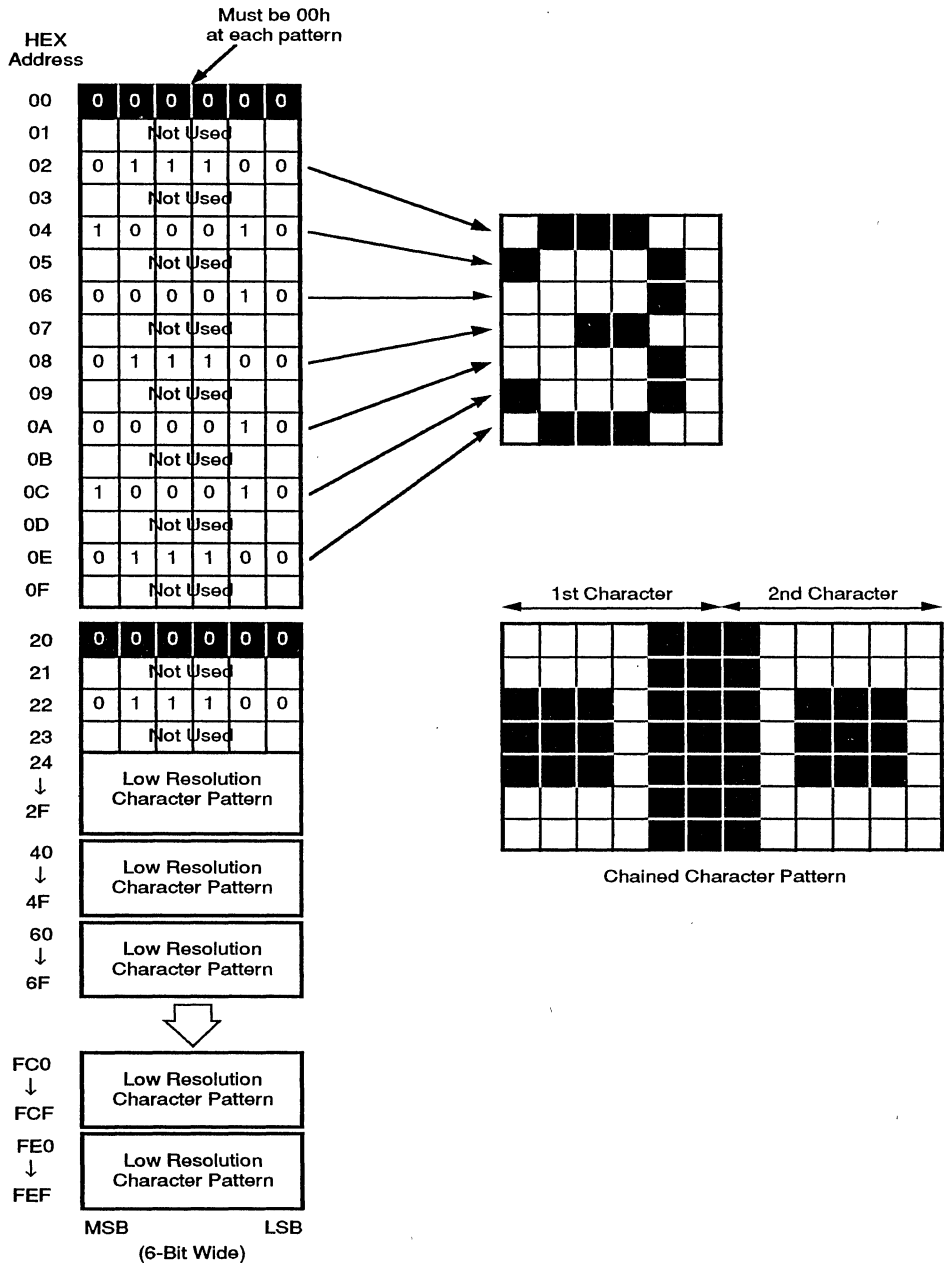 Must be 00h
at each pattern
HEX
Address
00 0 0 0 0 0 0
01 Not Used
02 0 1 1 1 0 0
03 Not Used
04 1 0 0 0 1 0
05 Not Used
06 0 0 0 0 1 0
07 Not Used
08 0 1 1 1 0 0
09 Not Used
0A 0 0 0 0 1 0
0B Not Used
0C 1 0 0 0 1 0
0D Not Used
0E 0 1 1 1 0 0
0F Not Used
1st Character 2nd Character
20 0 0 0 0 0 0
21 Not Used
22 0 1 1 1 0 0
23 Not Used
24
↓
2F
Low Resolution
Character Pattern
Chained Character Pattern
40
↓
4F
Low Resolution
Character Pattern
60
↓
6F
Low Resolution
Character Pattern
FC0
↓
FCF
Low Resolution
Character Pattern
FE0
↓
FEF
Low Resolution
Character Pattern
MSB LSB
(6-Bit Wide)